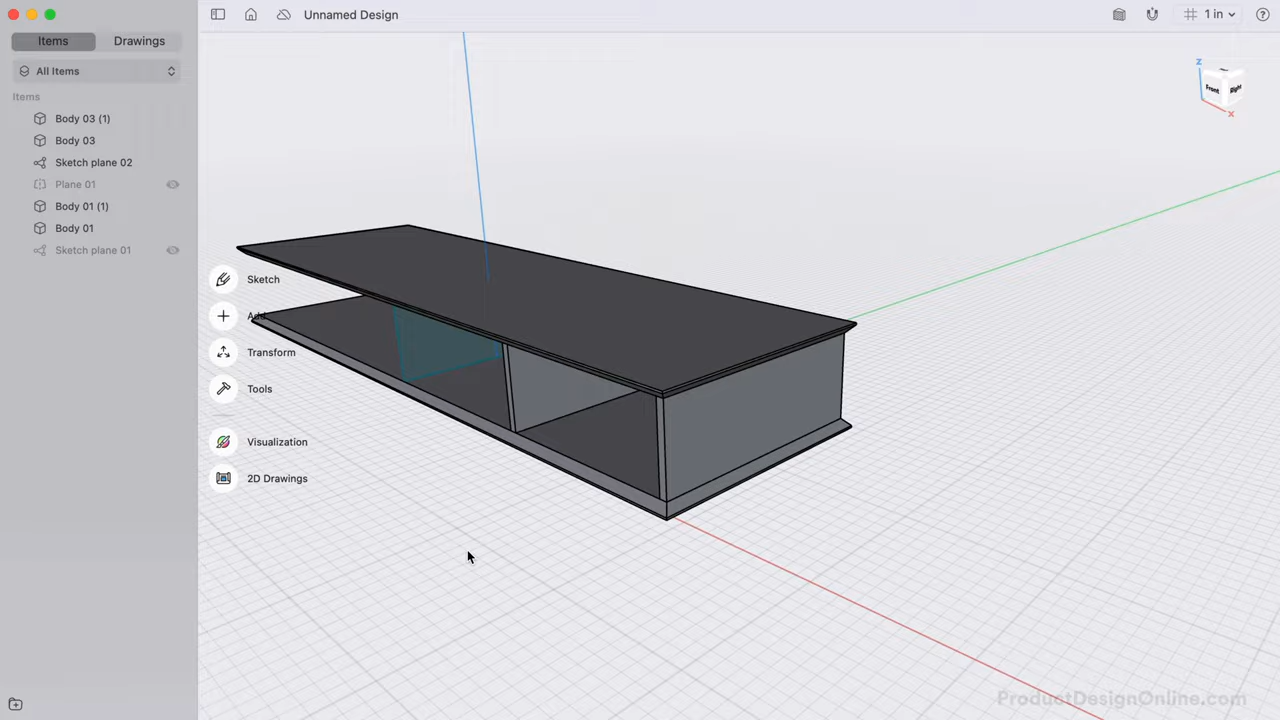 Unnamed Design
1 in
Items
Drawings
All Items
Items
Body 03 (1)
Body 03
Sketch plane 02
Plane 01
Body 01 (1)
Body 01
Sketch plane 01
Sketch
Add
Transform
Tools
Visualization
2D Drawings
Z
Front
Right
X
ProductDesignOnline.com